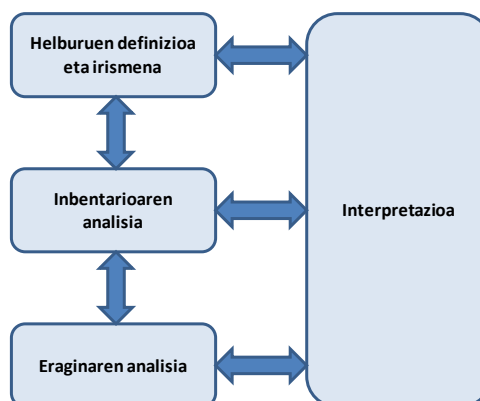 Helburuen definizioa
eta irismena
Inbentarioaren
analisia
Interpretazioa
Eraginaren analisia